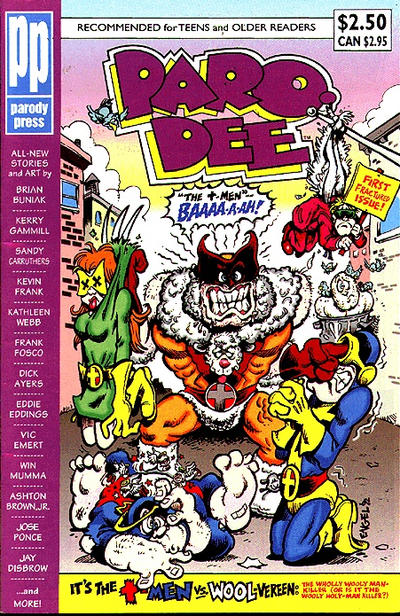 RECOMMENDED for TEENS and OLDER READERS
$2.50
CAN $2.95
pp
parody
press
PARO-
DEE
TM
ALL-NEW
STORIES
and ART by
BRIAN
BUNIAK
KERRY
GAMMILL
SANDY
CARRUTHERS
KEVIN
FRANK
KATHLEEN
WEBB
FRANK
FOSCO
DICK
AYERS
EDDIE
EDDINGS
VIC
EMERT
WIN
MUMMA
ASHTON
BROWN, JR.
JOSE
PONCE
JAY
DISBROW
...and
MORE!
FIRST
FRACTURED
ISSUE!
"THE †-MEN"--
BAAAA-A-AH!
IT'S THE †-MEN VS. WOOL-VEREEN:
THE WHOLLY WOOLY MAN-
KILLER (OR IS IT THE
WOOLY HOLY-MAN KILLER?)